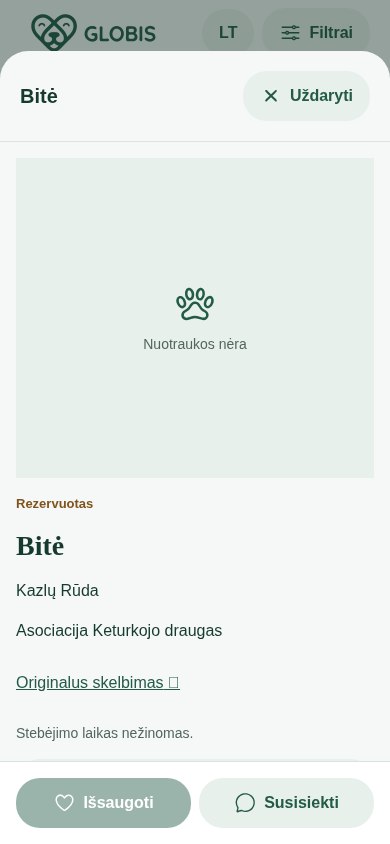 GLOBIS
LT
Filtrai
Bitė
Uždaryti
Nuotraukos nėra
Rezervuotas
Bitė
Kazlų Rūda
Asociacija Keturkojo draugas
Originalus skelbimas
Stebėjimo laikas nežinomas.
Išsaugoti
Susisiekti